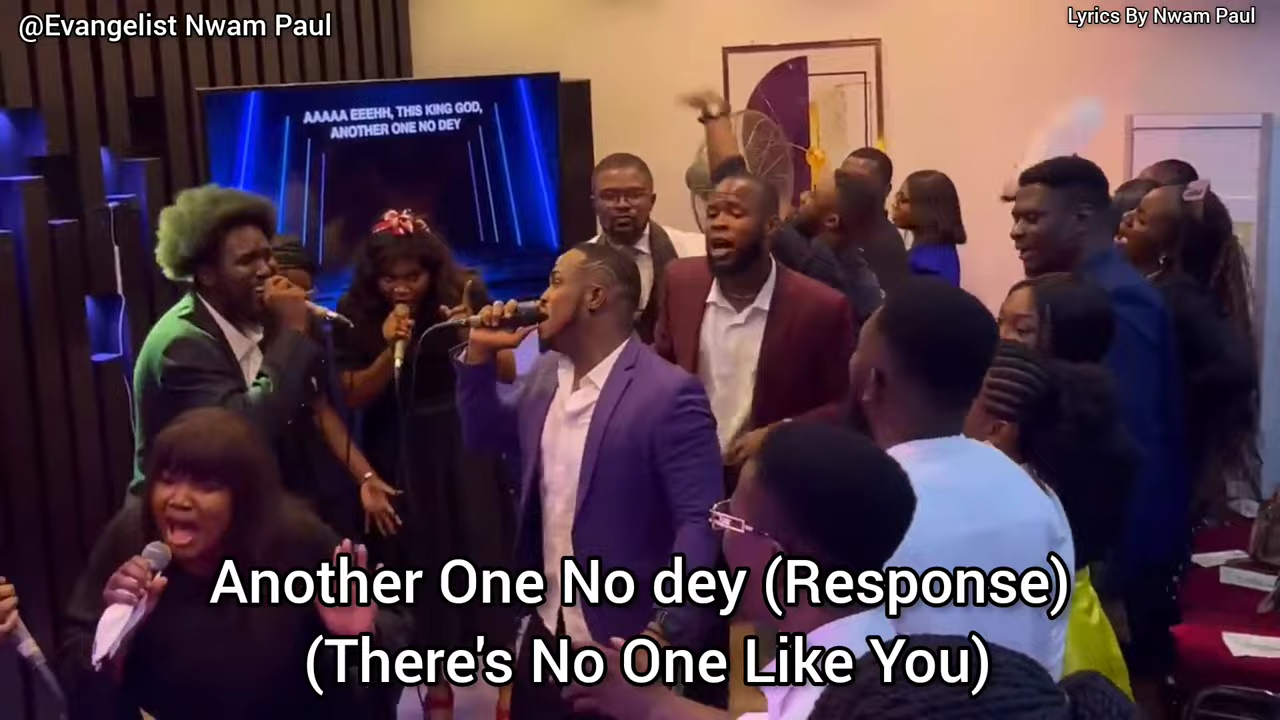 @Evangelist Nwam Paul
Lyrics By Nwam Paul
AAAAA EEEHH, THIS KING GOD,
ANOTHER ONE NO DEY
Another One No dey (Response)
(There's No One Like You)